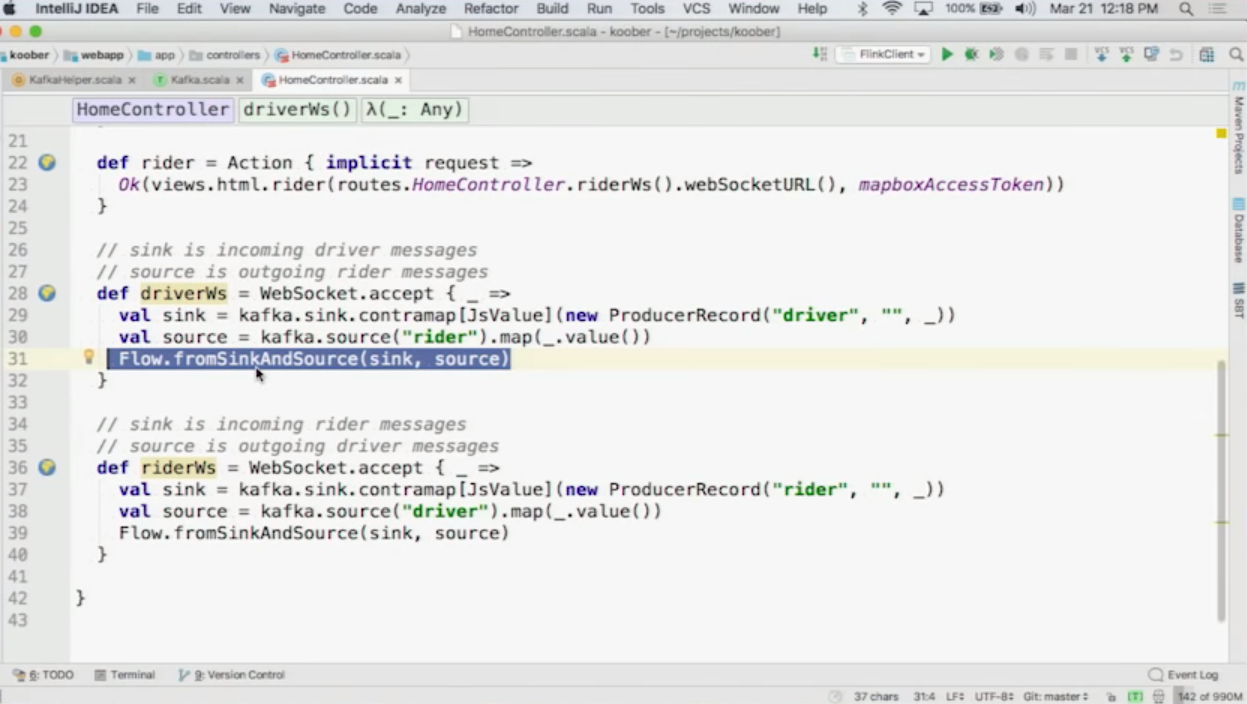 IntelliJ IDEA File Edit View Navigate Code Analyze Refactor Build Run Tools VCS Window Help 100% Mar 21 12:18 PM
HomeController.scala - koober - [~/projects/koober]
koober webapp app controllers HomeController.scala FlinkClient
KafkaHelper.scala × Kafka.scala × HomeController.scala ×
HomeController driverWs() λ(_: Any)
21
22 def rider = Action { implicit request =>
23 Ok(views.html.rider(routes.HomeController.riderWs().webSocketURL(), mapboxAccessToken))
24 }
25
26 // sink is incoming driver messages
27 // source is outgoing rider messages
28 def driverWs = WebSocket.accept { _ =>
29 val sink = kafka.sink.contramap[JsValue](new ProducerRecord("driver", "", _))
30 val source = kafka.source("rider").map(_.value())
31 Flow.fromSinkAndSource(sink, source)
32 }
33
34 // sink is incoming rider messages
35 // source is outgoing driver messages
36 def riderWs = WebSocket.accept { _ =>
37 val sink = kafka.sink.contramap[JsValue](new ProducerRecord("rider", "", _))
38 val source = kafka.source("driver").map(_.value())
39 Flow.fromSinkAndSource(sink, source)
40 }
41
42 }
43
Maven Projects
Database
SBT
6: TODO Terminal 9: Version Control Event Log
37 chars 31:4 LF÷ UTF-8÷ Git: master÷ [T] 142 of 990M